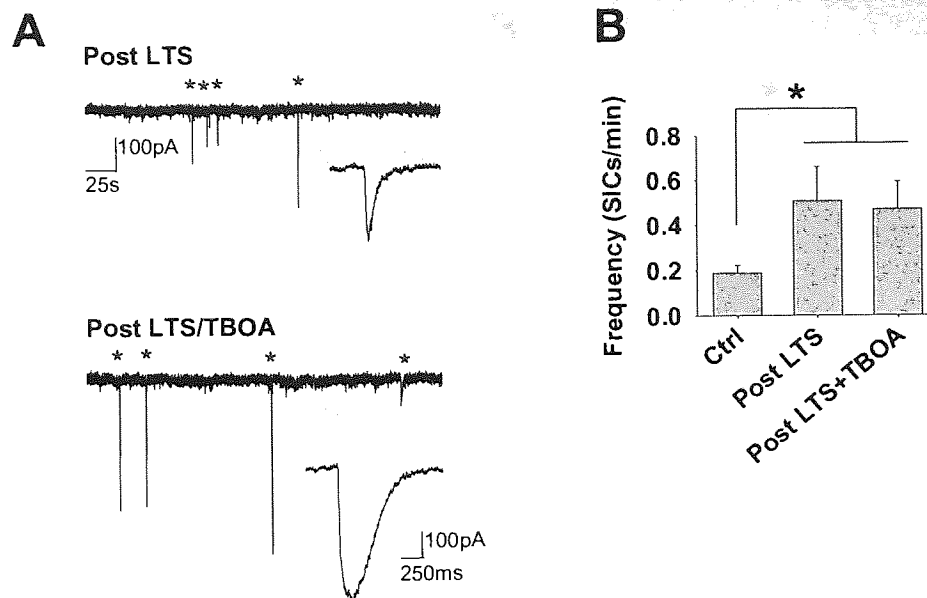 A
Post LTS
* * * *
100pA
25s
Post LTS/TBOA
* * * *
100pA
250ms
B
*
Frequency (SICs/min)
0.8
0.6
0.4
0.2
0.0
Ctrl
Post LTS
Post LTS+TBOA